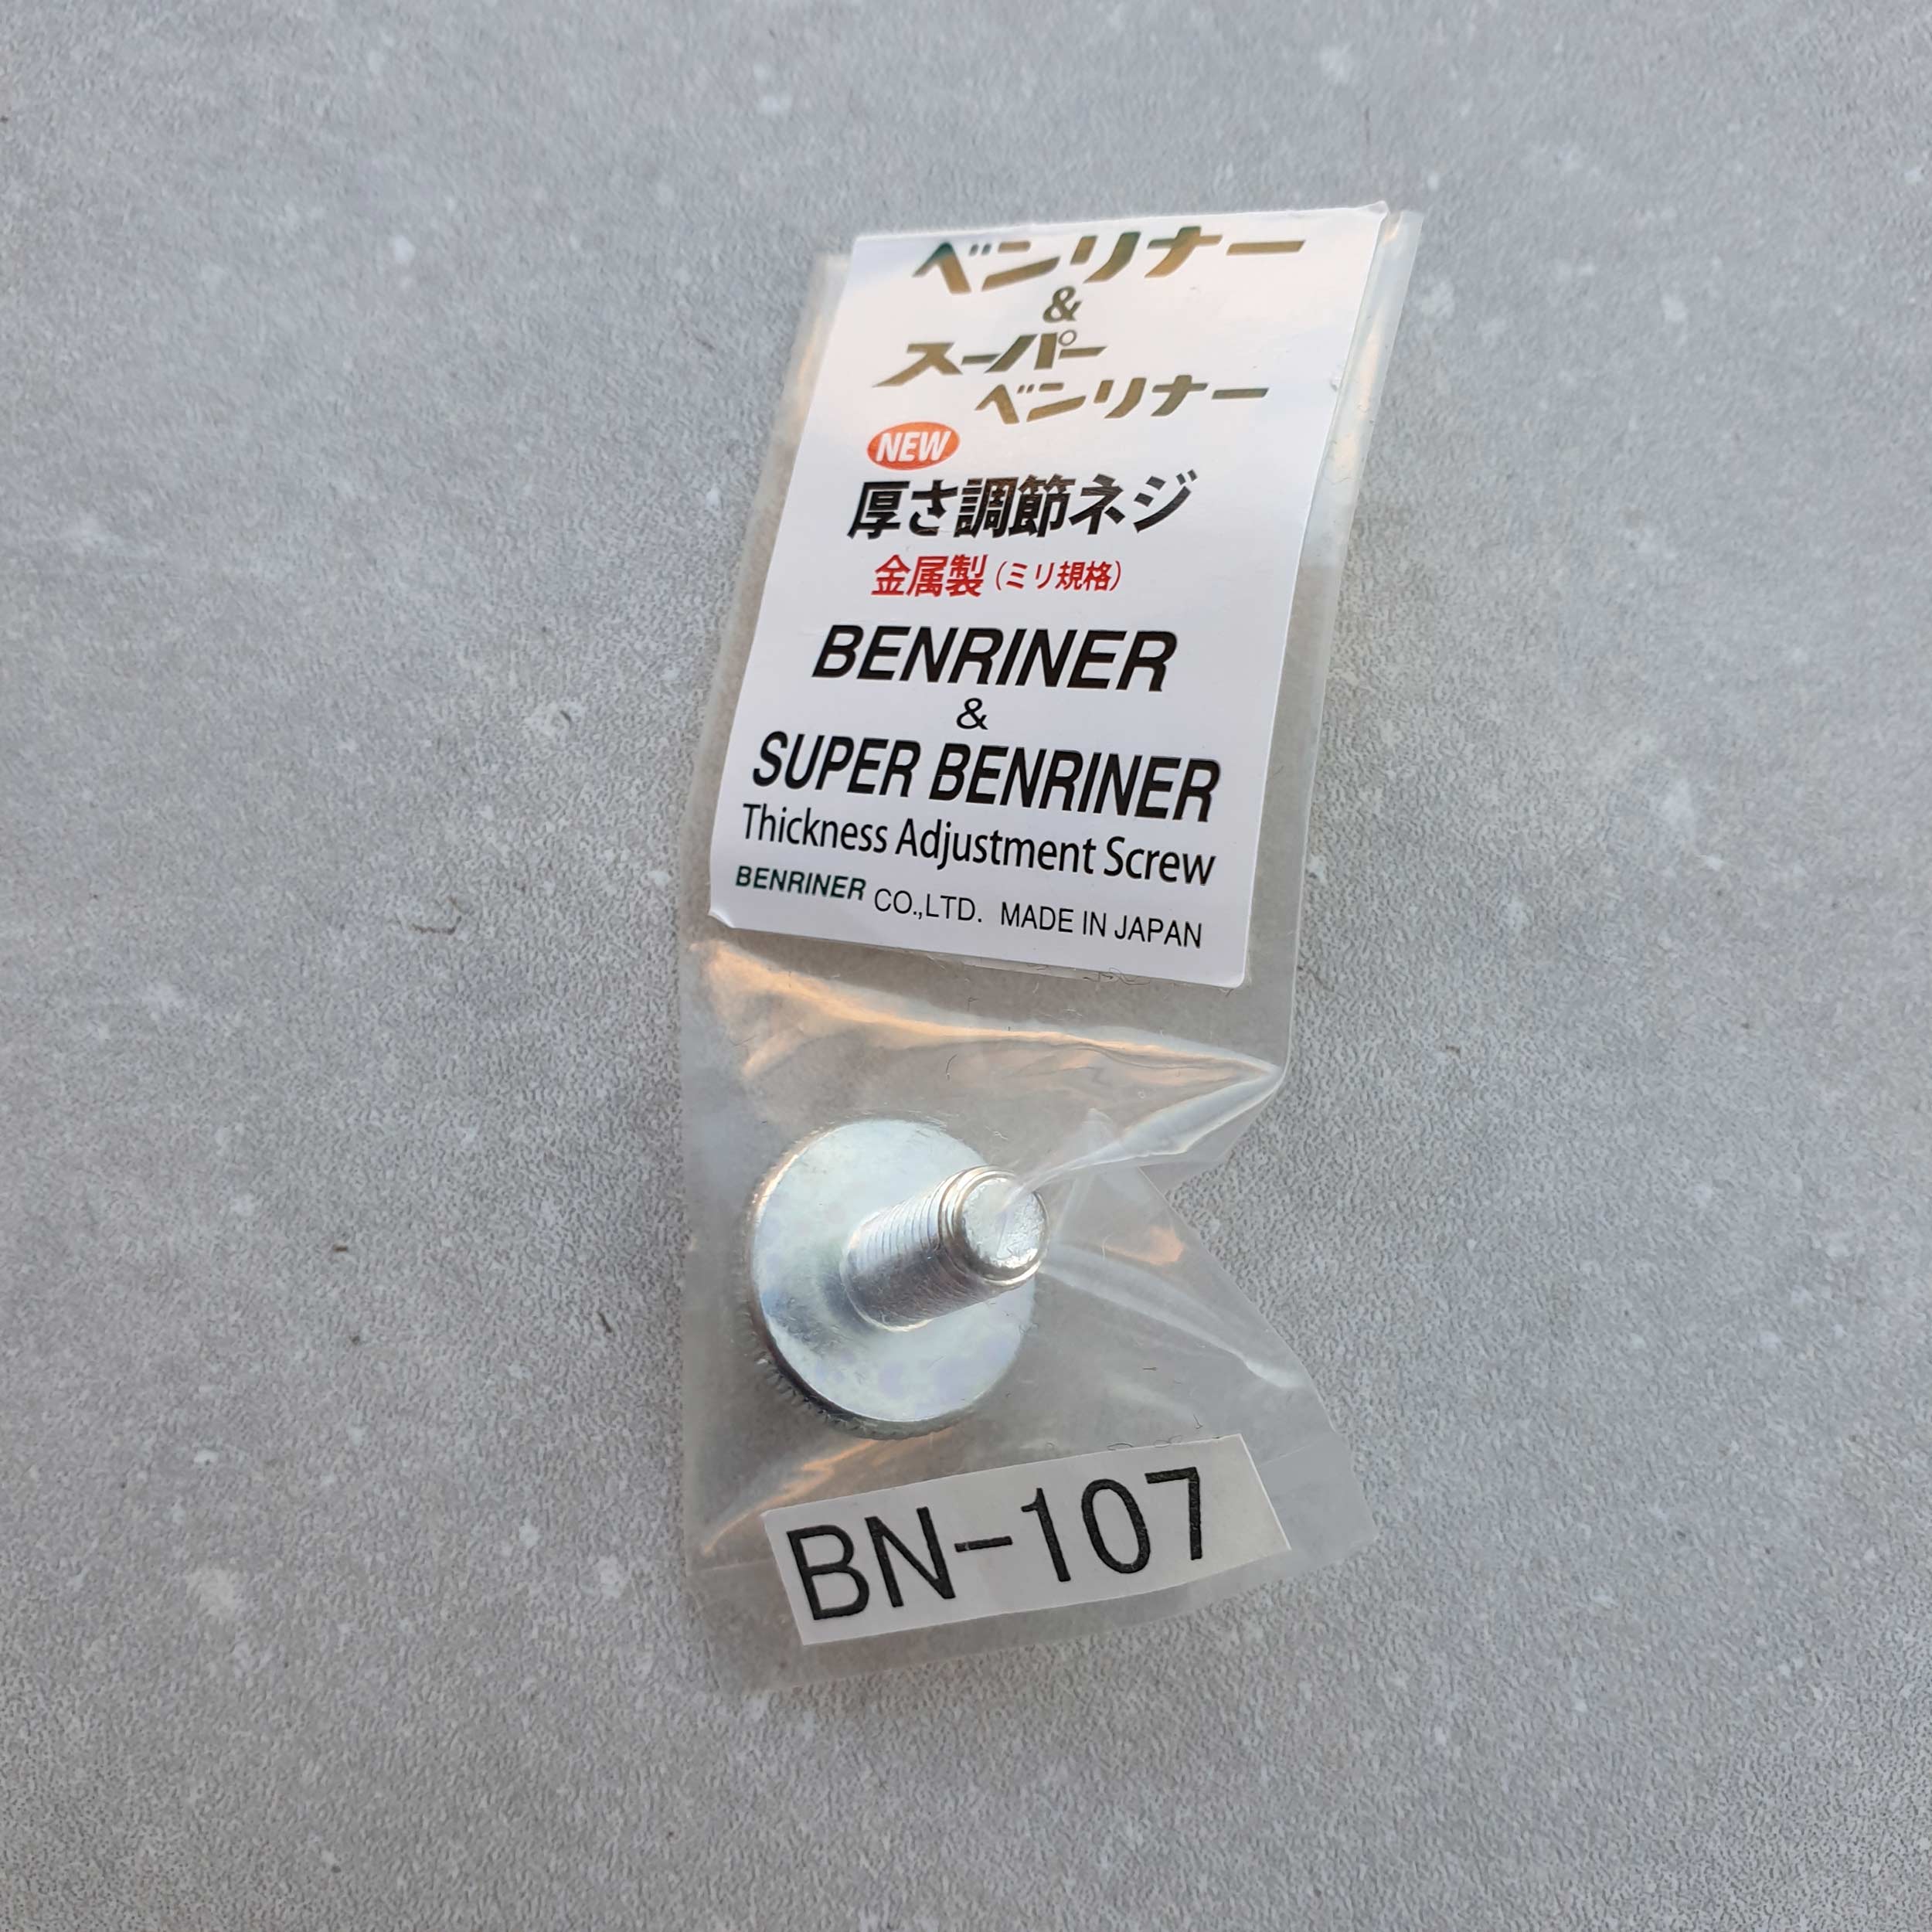 ベンリナー
&
スーパー
ベンリナー
NEW
厚さ調節ネジ
金属製(ミリ規格)
BENRINER
&
SUPER BENRINER
Thickness Adjustment Screw
BENRINER CO.,LTD. MADE IN JAPAN
BN-107